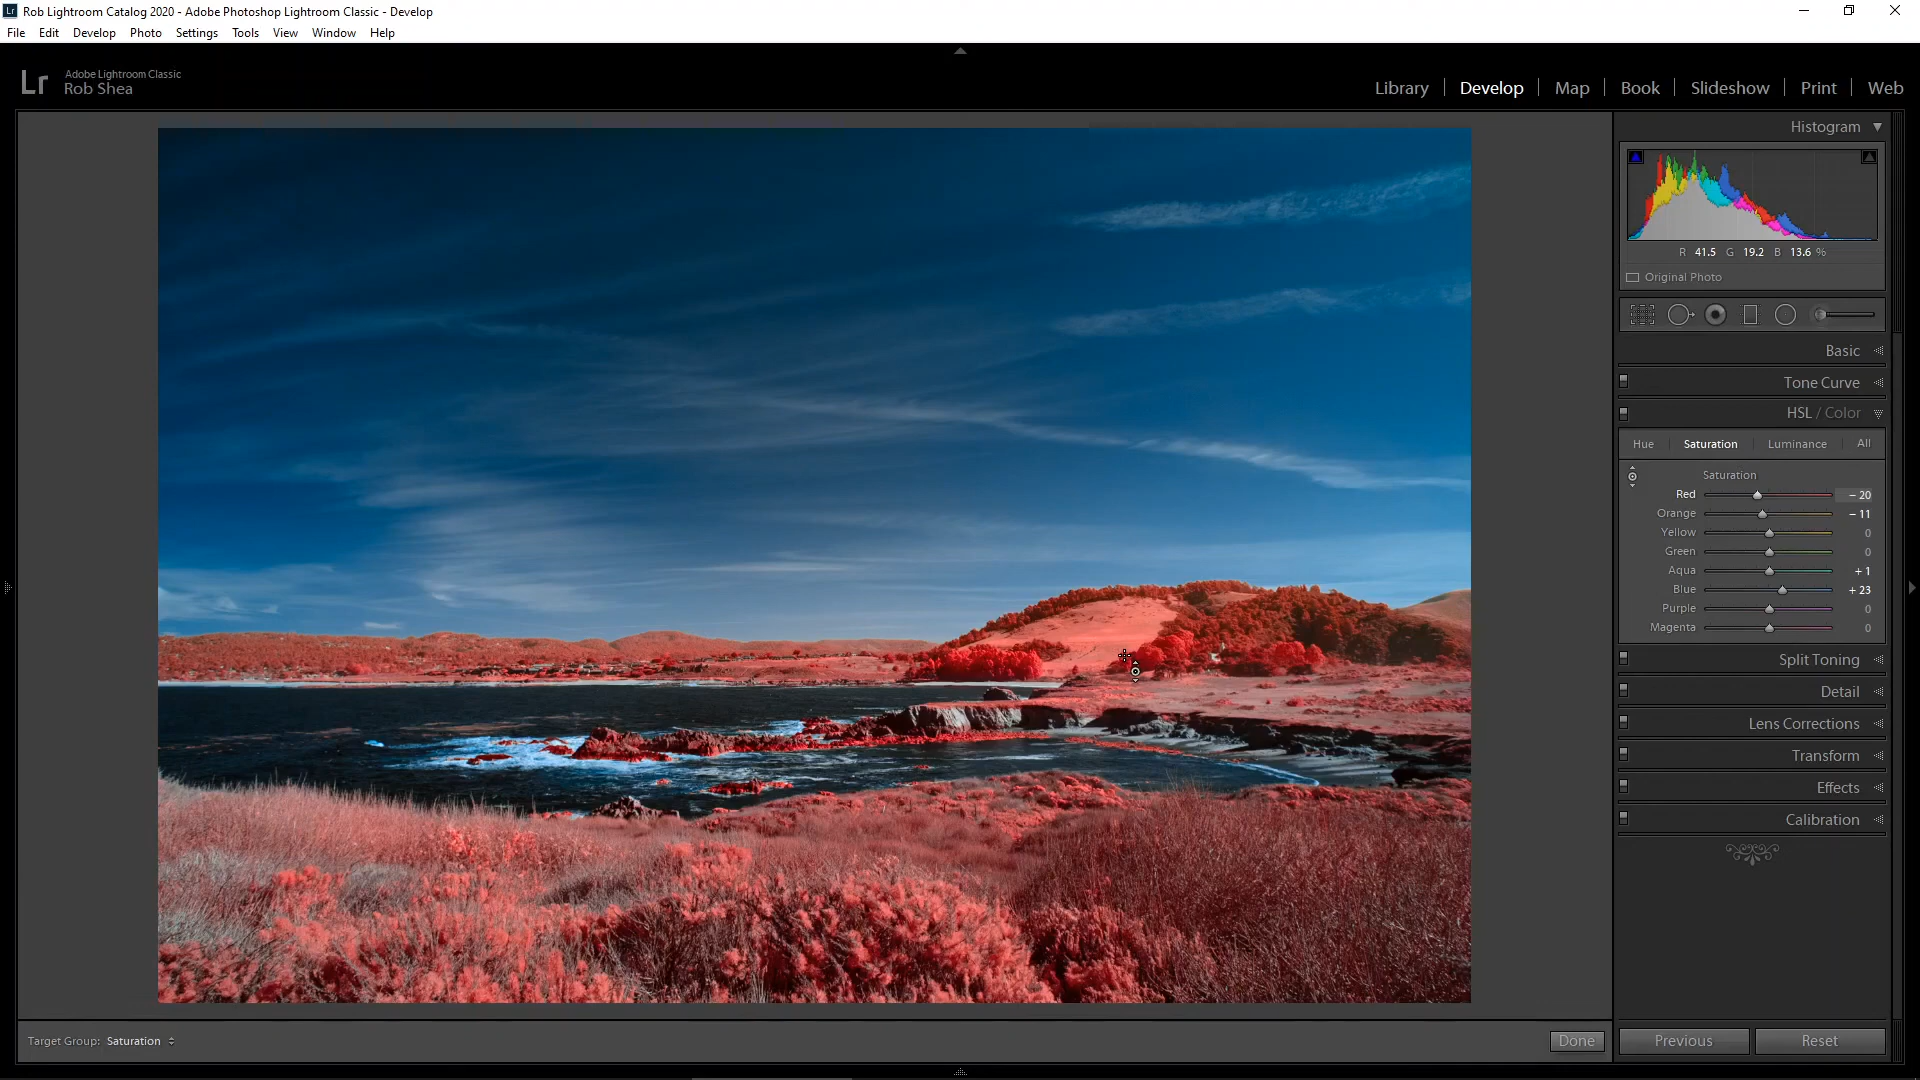 Lr Rob Lightroom Catalog 2020 - Adobe Photoshop Lightroom Classic - Develop
File Edit Develop Photo Settings Tools View Window Help
Lr Adobe Lightroom Classic
Rob Shea
Library Develop Map Book Slideshow Print Web
Histogram
R 41.5 G 19.2 B 13.6 %
Original Photo
Basic
Tone Curve
HSL / Color
Hue Saturation Luminance All
Saturation
Red − 20
Orange − 11
Yellow 0
Green 0
Aqua + 1
Blue + 23
Purple 0
Magenta 0
Split Toning
Detail
Lens Corrections
Transform
Effects
Calibration
Target Group: Saturation
Done Previous Reset